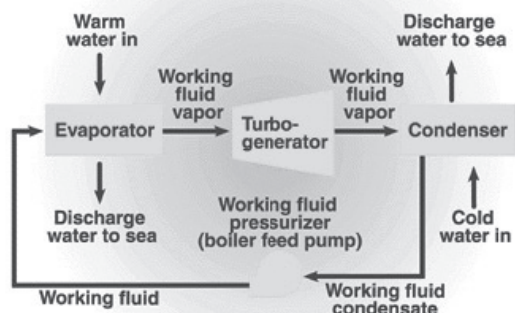 Warm
water in
Discharge
water to sea
Working
fluid
vapor
Working
fluid
vapor
Evaporator
Turbo-
generator
Condenser
Discharge
water to sea
Working fluid
pressurizer
(boiler feed pump)
Cold
water in
Working fluid
Working fluid
condensate